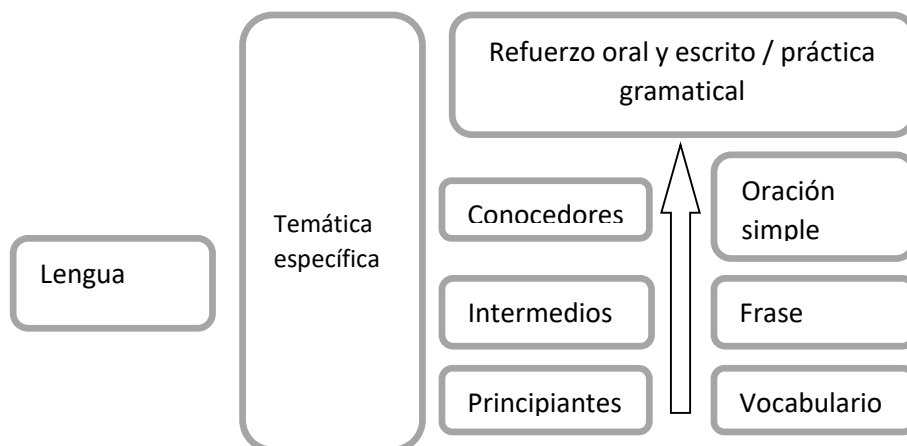 Refuerzo oral y escrito / práctica
gramatical
Lengua
Temática
específica
Conocedores
Oración
simple
Intermedios
Frase
Principiantes
Vocabulario